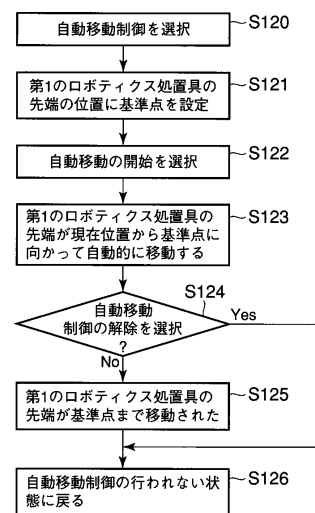 自動移動制御を選択
S120
第1のロボティクス処置具の
先端の位置に基準点を設定
S121
自動移動の開始を選択
S122
第1のロボティクス処置具の
先端が現在位置から基準点に
向かって自動的に移動する
S123
S124
自動移動
制御の解除を選択
?
Yes
No
第1のロボティクス処置具の
先端が基準点まで移動された
S125
自動移動制御の行われない状
態に戻る
S126